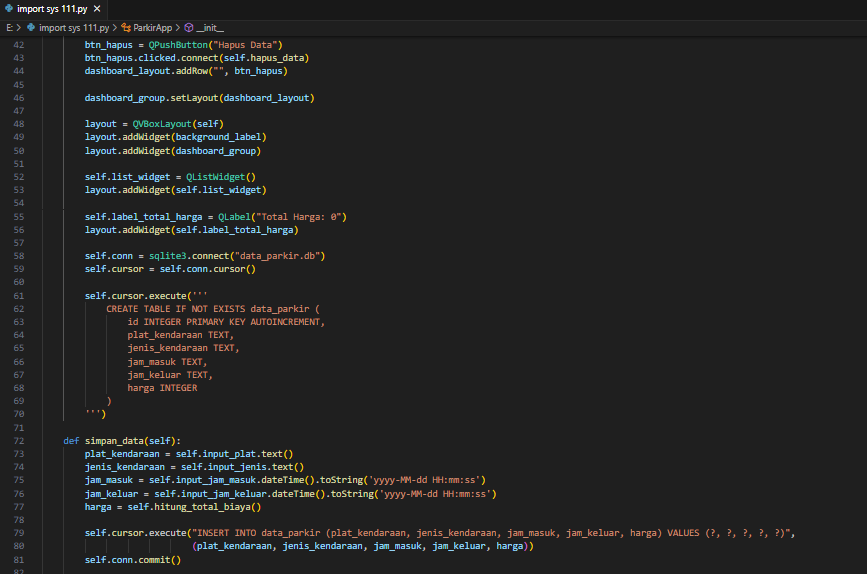 import sys 111.py ×
E: > import sys 111.py > ParkirApp > __init__
42 btn_hapus = QPushButton("Hapus Data")
43 btn_hapus.clicked.connect(self.hapus_data)
44 dashboard_layout.addRow("", btn_hapus)
45
46 dashboard_group.setLayout(dashboard_layout)
47
48 layout = QVBoxLayout(self)
49 layout.addWidget(background_label)
50 layout.addWidget(dashboard_group)
51
52 self.list_widget = QListWidget()
53 layout.addWidget(self.list_widget)
54
55 self.label_total_harga = QLabel("Total Harga: 0")
56 layout.addWidget(self.label_total_harga)
57
58 self.conn = sqlite3.connect("data_parkir.db")
59 self.cursor = self.conn.cursor()
60
61 self.cursor.execute('''
62 CREATE TABLE IF NOT EXISTS data_parkir (
63 id INTEGER PRIMARY KEY AUTOINCREMENT,
64 plat_kendaraan TEXT,
65 jenis_kendaraan TEXT,
66 jam_masuk TEXT,
67 jam_keluar TEXT,
68 harga INTEGER
69 )
70 ''')
71
72 def simpan_data(self):
73 plat_kendaraan = self.input_plat.text()
74 jenis_kendaraan = self.input_jenis.text()
75 jam_masuk = self.input_jam_masuk.dateTime().toString('yyyy-MM-dd HH:mm:ss')
76 jam_keluar = self.input_jam_keluar.dateTime().toString('yyyy-MM-dd HH:mm:ss')
77 harga = self.hitung_total_biaya()
78
79 self.cursor.execute("INSERT INTO data_parkir (plat_kendaraan, jenis_kendaraan, jam_masuk, jam_keluar, harga) VALUES (?, ?, ?, ?, ?)",
80 (plat_kendaraan, jenis_kendaraan, jam_masuk, jam_keluar, harga))
81 self.conn.commit()
82